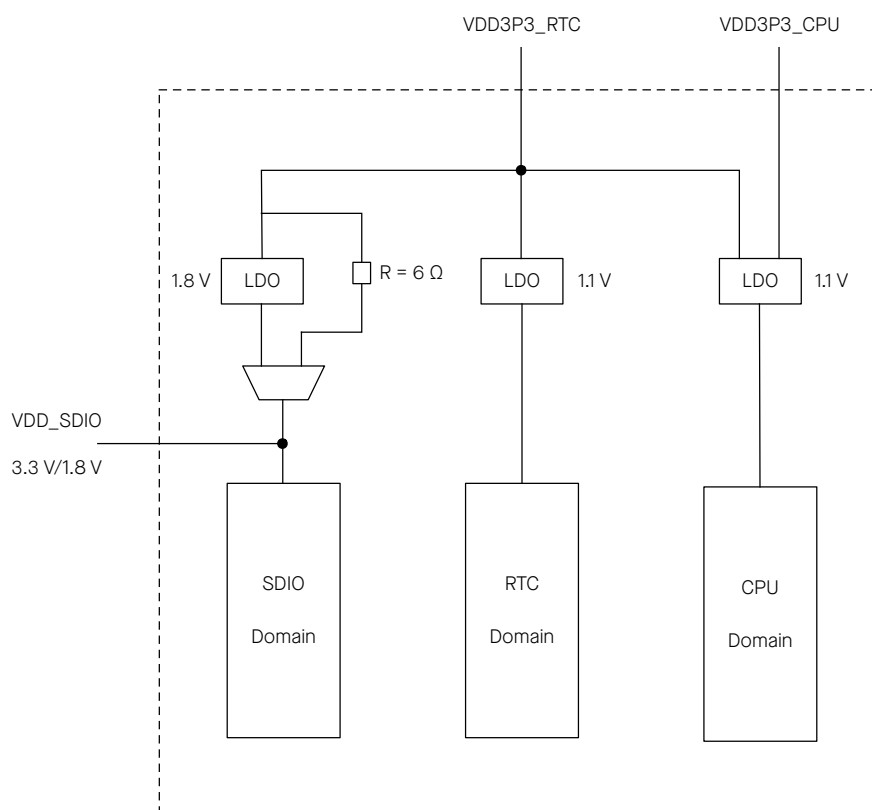 VDD3P3_RTC
VDD3P3_CPU
1.8 V
LDO
R = 6 Ω
LDO
1.1 V
LDO
1.1 V
VDD_SDIO
3.3 V/1.8 V
SDIO
Domain
RTC
Domain
CPU
Domain